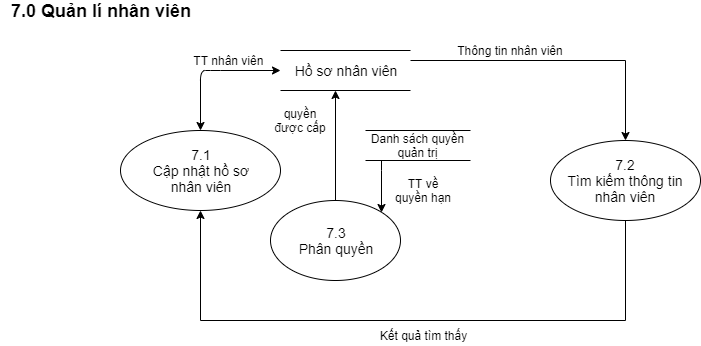 7.0 Quản lí nhân viên
TT nhân viên
Hồ sơ nhân viên
Thông tin nhân viên
quyền
được cấp
Danh sách quyền
quản trị
7.1
Cập nhật hồ sơ
nhân viên
7.2
Tìm kiếm thông tin
nhân viên
TT về
quyền hạn
7.3
Phân quyền
Kết quả tìm thấy